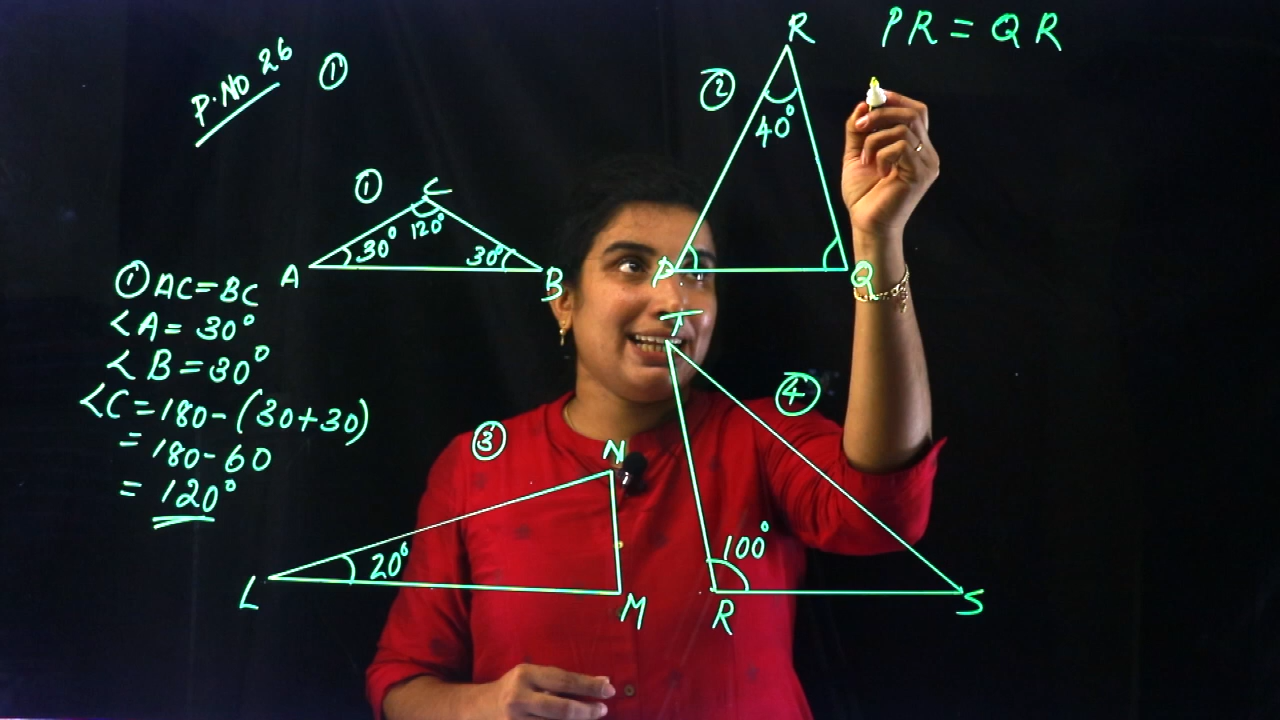 P.NO 26 ①
① AC=BC
∠A = 30°
∠B = 30°
∠C = 180 - (30+30)
= 180 - 60
= 120°
①
C
120°
30°
30°
A
B
②
R
40°
P
Q
PR = QR
③
N
20°
L
M
④
T
100°
R
S